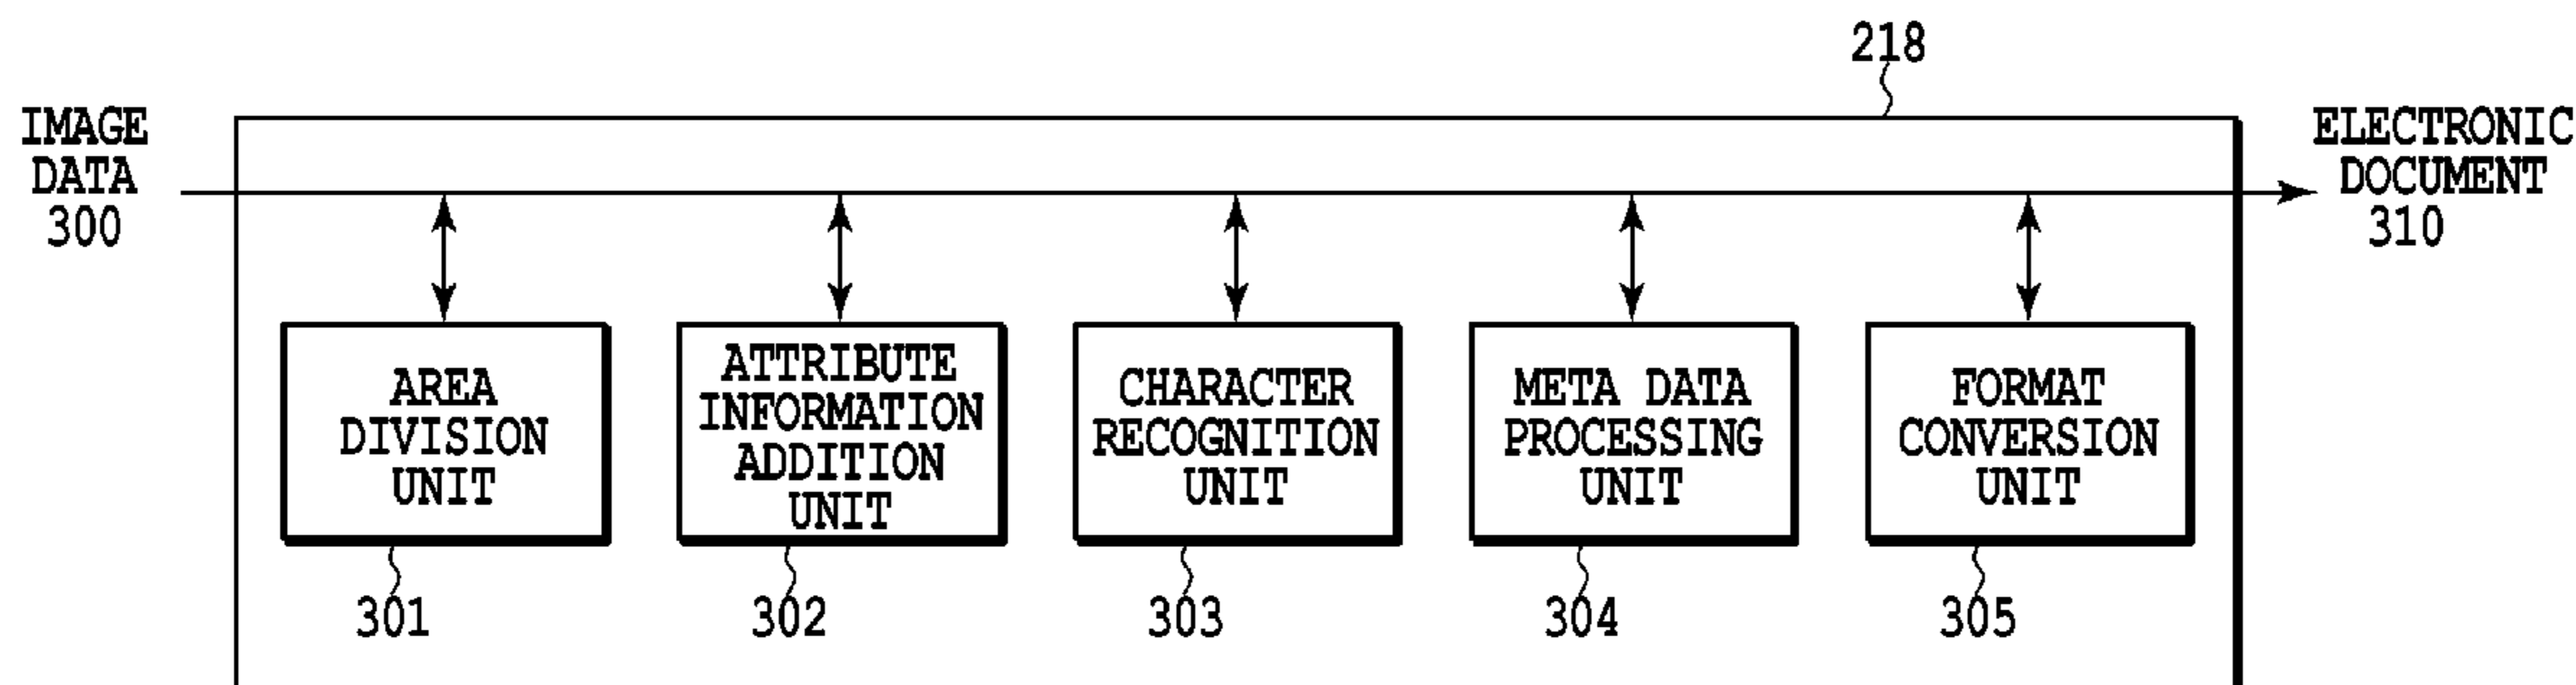 218
IMAGE
DATA
300
ELECTRONIC
DOCUMENT
310
AREA
DIVISION
UNIT
ATTRIBUTE
INFORMATION
ADDITION
UNIT
CHARACTER
RECOGNITION
UNIT
META DATA
PROCESSING
UNIT
FORMAT
CONVERSION
UNIT
301
302
303
304
305